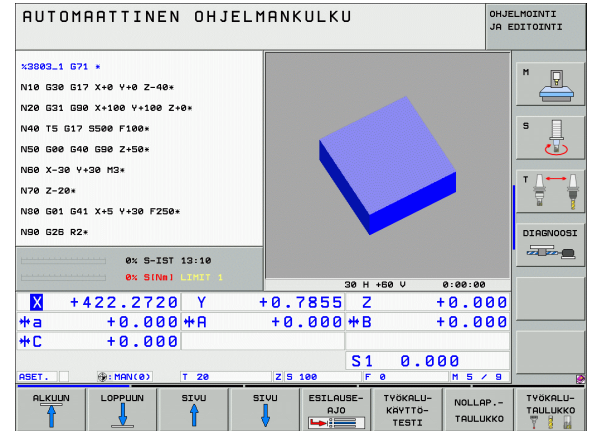 AUTOMAATTINEN OHJELMANKULKU
OHJELMOINTI
JA EDITOINTI
%3803_1 G71 *
N10 G30 G17 X+0 Y+0 Z-40*
N20 G31 G90 X+100 Y+100 Z+0*
N40 T5 G17 S500 F100*
N50 G00 G40 G90 Z+50*
N60 X-30 Y+30 M3*
N70 Z-20*
N80 G01 G41 X+5 Y+30 F250*
N90 G26 R2*
M
S
T
DIAGNOOSI
0% S-IST 13:10
0% S[Nm] LIMIT 1
30 H +60 V 0:00:00
X +422.2720 Y +0.7855 Z +0.000
a +0.000 A +0.000 B +0.000
C +0.000
S1 0.000
ASET. : MAN(0) T 20 Z S 100 F 0 M 5 / 9
ALKUUN
LOPPUUN
SIVU
SIVU
ESILAUSE-
AJO
TYÖKALU-
KÄYTTÖ-
TESTI
NOLLAP.-
TAULUKKO
TYÖKALU-
TAULUKKO